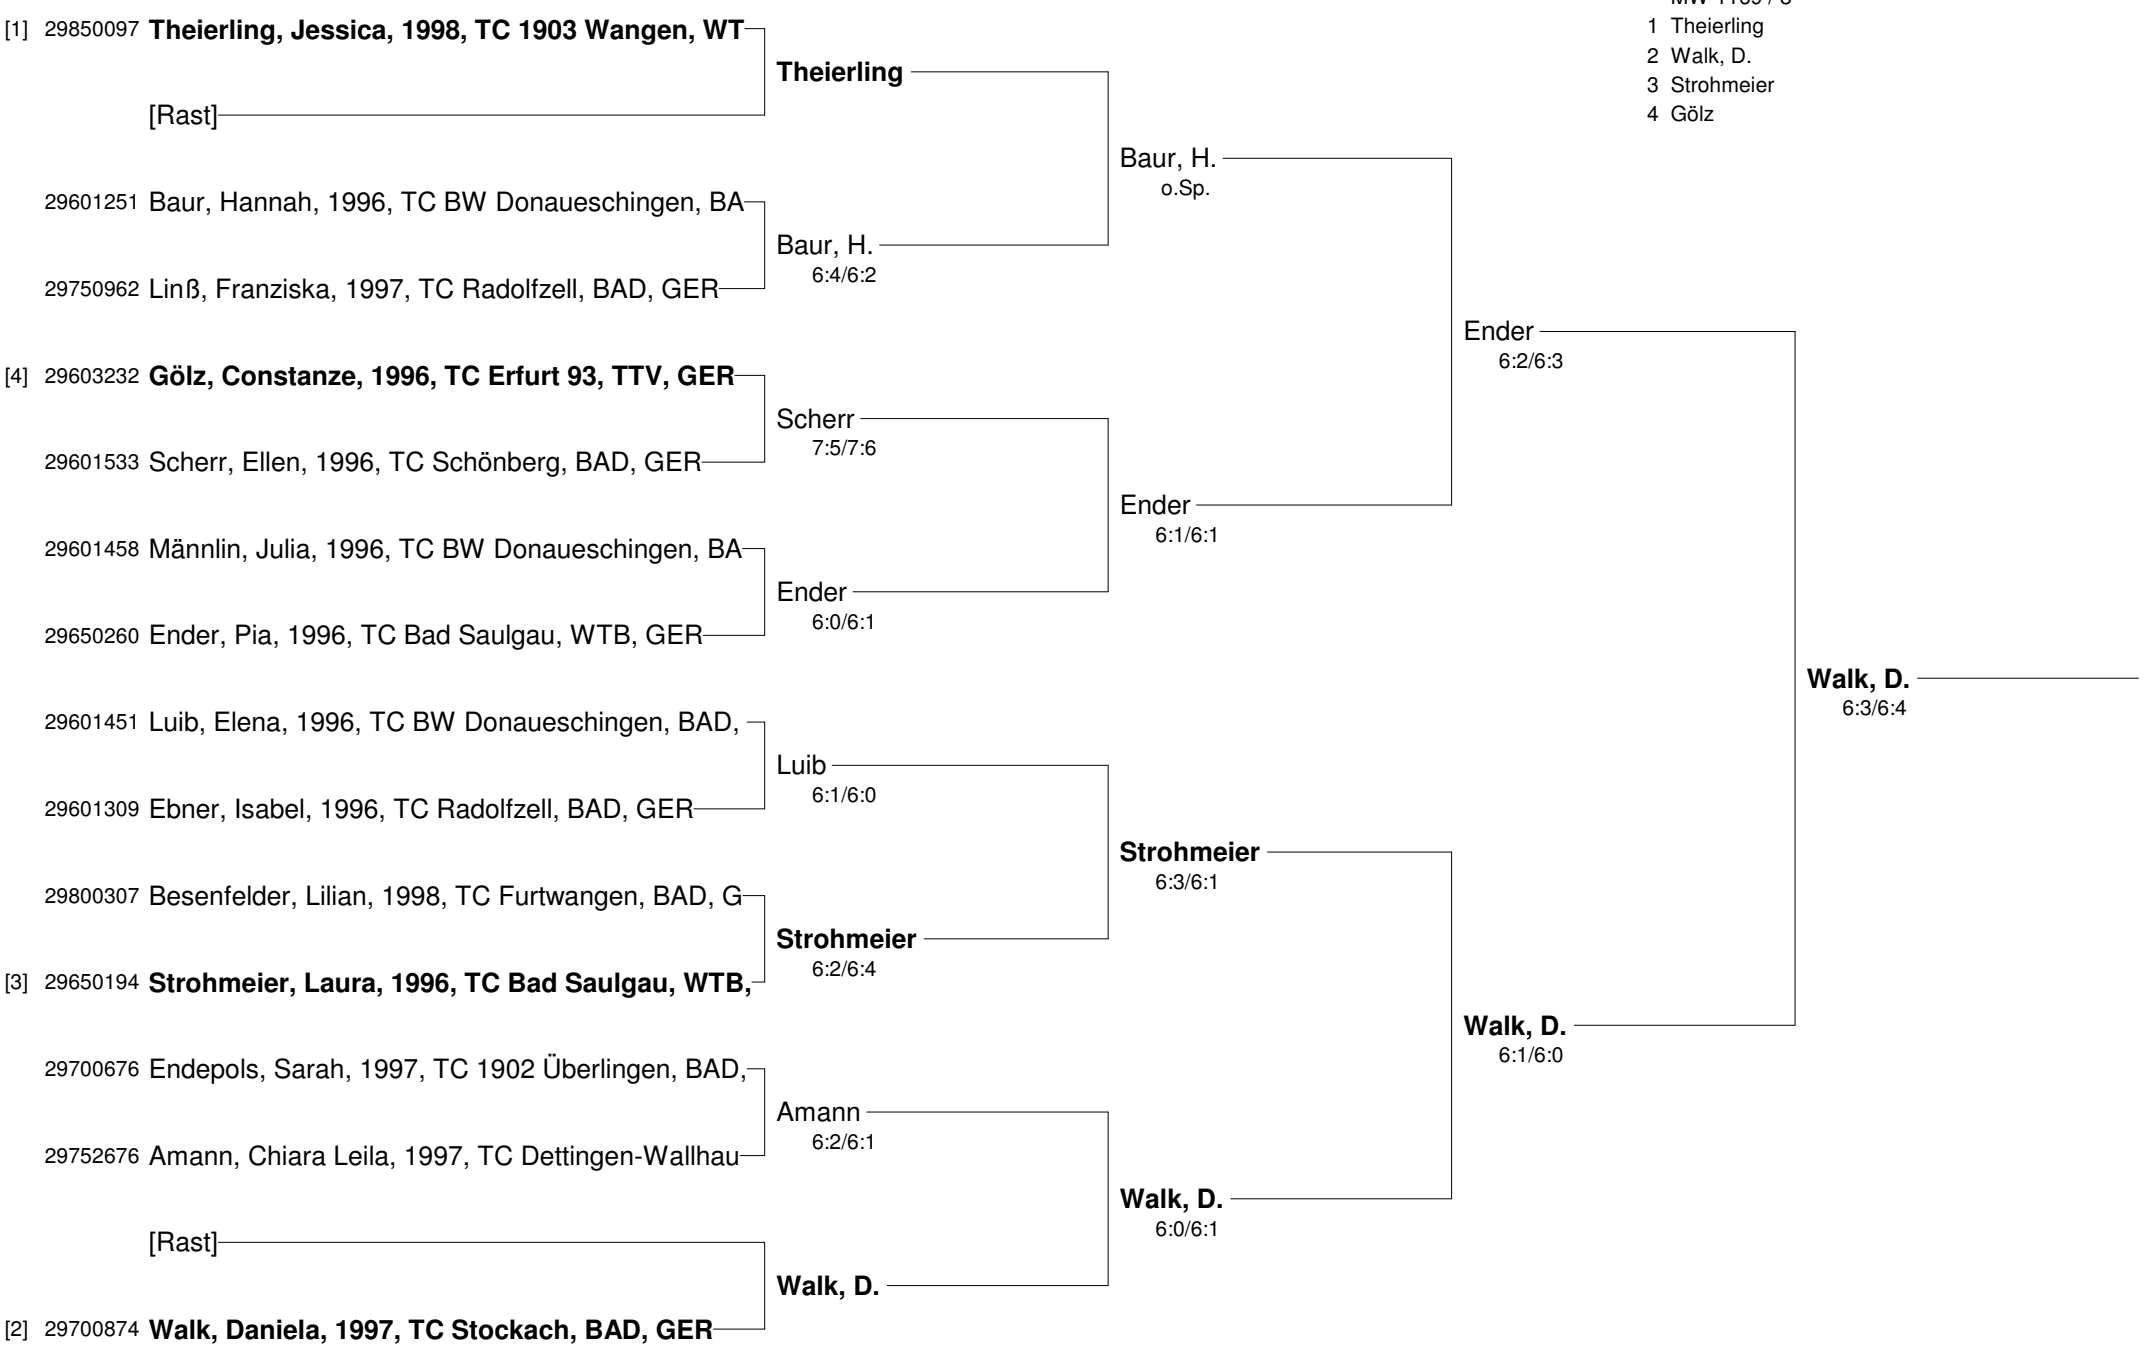 [1] 29850097 Theierling, Jessica, 1998, TC 1903 Wangen, WT
[Rast]
29601251 Baur, Hannah, 1996, TC BW Donaueschingen, BA
29750962 Linß, Franziska, 1997, TC Radolfzell, BAD, GER
[4] 29603232 Gölz, Constanze, 1996, TC Erfurt 93, TTV, GER
29601533 Scherr, Ellen, 1996, TC Schönberg, BAD, GER
29601458 Männlin, Julia, 1996, TC BW Donaueschingen, BA
29650260 Ender, Pia, 1996, TC Bad Saulgau, WTB, GER
29601451 Luib, Elena, 1996, TC BW Donaueschingen, BAD,
29601309 Ebner, Isabel, 1996, TC Radolfzell, BAD, GER
29800307 Besenfelder, Lilian, 1998, TC Furtwangen, BAD, G
[3] 29650194 Strohmeier, Laura, 1996, TC Bad Saulgau, WTB,
29700676 Endepols, Sarah, 1997, TC 1902 Überlingen, BAD,
29752676 Amann, Chiara Leila, 1997, TC Dettingen-Wallhau
[Rast]
[2] 29700874 Walk, Daniela, 1997, TC Stockach, BAD, GER
Theierling
Baur, H.
6:4/6:2
Scherr
7:5/7:6
Ender
6:0/6:1
Luib
6:1/6:0
Strohmeier
6:2/6:4
Amann
6:2/6:1
Walk, D.
Baur, H.
o.Sp.
Ender
6:1/6:1
Strohmeier
6:3/6:1
Walk, D.
6:0/6:1
Ender
6:2/6:3
Walk, D.
6:1/6:0
Walk, D.
6:3/6:4
1 Theierling
2 Walk, D.
3 Strohmeier
4 Gölz